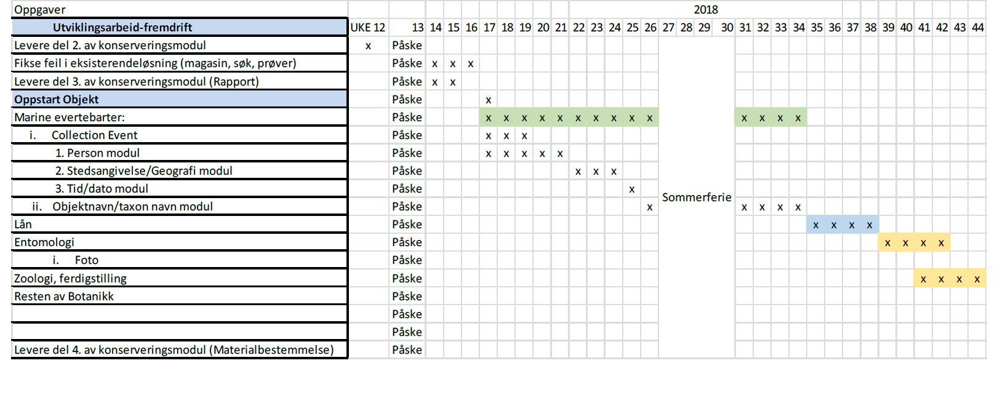 Oppgaver 2018
Utviklingsarbeid-fremdrift UKE 12 13 14 15 16 17 18 19 20 21 22 23 24 25 26 27 28 29 30 31 32 33 34 35 36 37 38 39 40 41 42 43 44
Levere del 2. av konserveringsmodul x Påske
Fikse feil i eksisterendeløsning (magasin, søk, prøver) Påske x x x
Levere del 3. av konserveringsmodul (Rapport) Påske x x
Oppstart Objekt Påske x
Marine evertebarter: Påske x x x x x x x x x x x x x x
i. Collection Event Påske x x x
1. Person modul Påske x x x x x
2. Stedsangivelse/Geografi modul Påske x x x
3. Tid/dato modul Påske x
Sommerferie
ii. Objektnavn/taxon navn modul Påske x x x x x
Lån Påske x x x x
Entomologi Påske x x x x
i. Foto Påske
Zoologi, ferdigstilling Påske x x x x
Resten av Botanikk Påske
Påske
Påske
Levere del 4. av konserveringsmodul (Materialbestemmelse) Påske